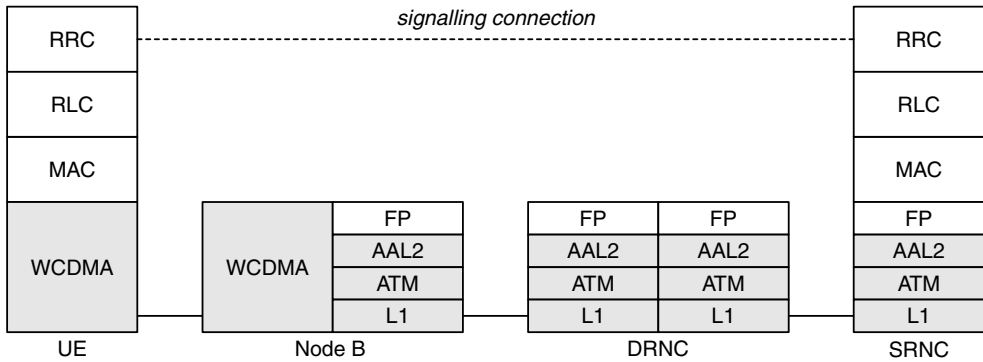 signalling connection
RRC
RRC
RLC
RLC
MAC
MAC
WCDMA
WCDMA
FP
AAL2
ATM
L1
FP
FP
AAL2
AAL2
ATM
ATM
L1
L1
FP
AAL2
ATM
L1
UE
Node B
DRNC
SRNC